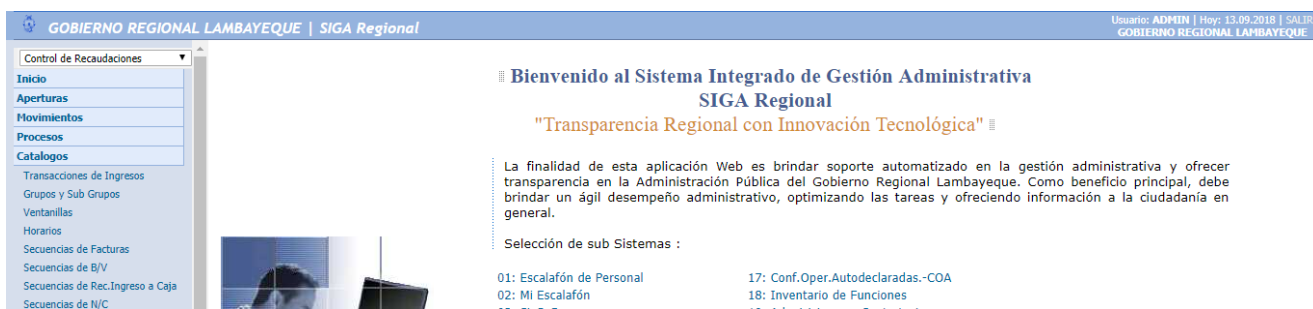 GOBIERNO REGIONAL LAMBAYEQUE | SIGA Regional
Usuario: ADMIN | Hoy: 13.09.2018 | SALIR
GOBIERNO REGIONAL LAMBAYEQUE
Control de Recaudaciones
Inicio
Aperturas
Movimientos
Procesos
Catalogos
Transacciones de Ingresos
Grupos y Sub Grupos
Ventanillas
Horarios
Secuencias de Facturas
Secuencias de B/V
Secuencias de Rec.Ingreso a Caja
Secuencias de N/C
Bienvenido al Sistema Integrado de Gestión Administrativa
SIGA Regional
"Transparencia Regional con Innovación Tecnológica"
La finalidad de esta aplicación Web es brindar soporte automatizado en la gestión administrativa y ofrecer
transparencia en la Administración Pública del Gobierno Regional Lambayeque. Como beneficio principal, debe
brindar un ágil desempeño administrativo, optimizando las tareas y ofreciendo información a la ciudadanía en
general.
Selección de sub Sistemas :
01: Escalafón de Personal
17: Conf.Oper.Autodeclaradas.-COA
02: Mi Escalafón
18: Inventario de Funciones